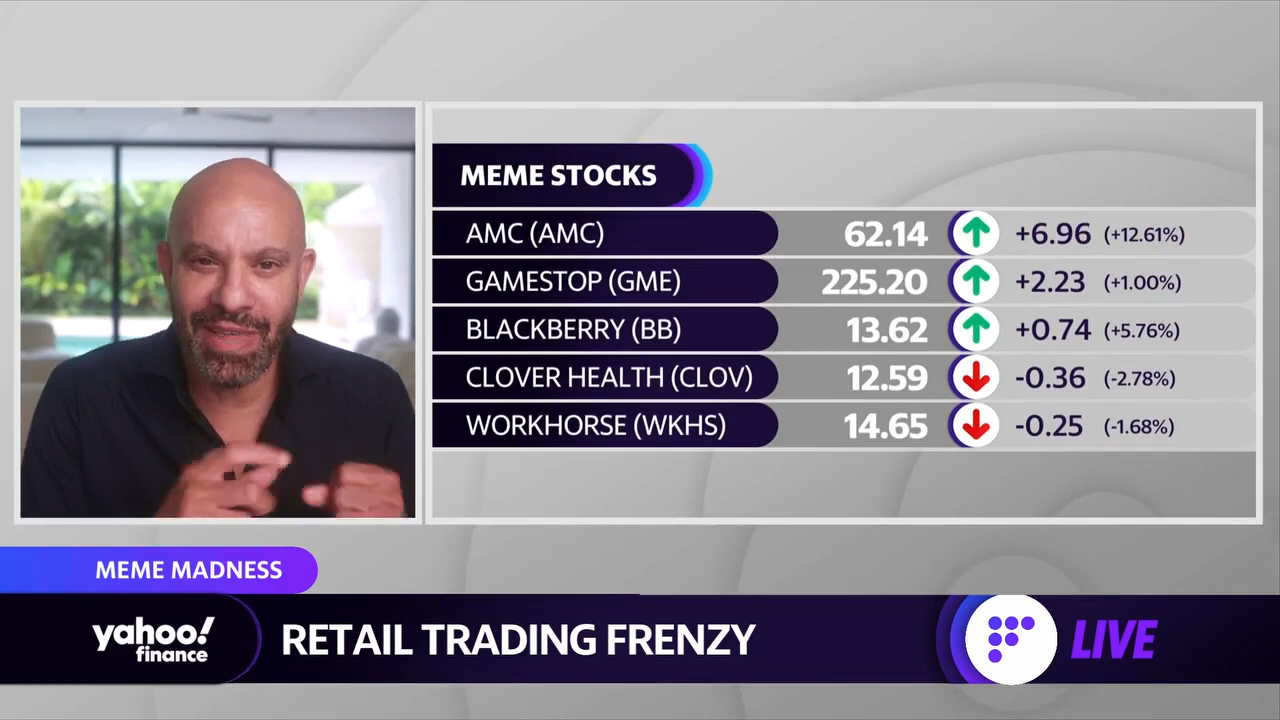 MEME STOCKS
AMC (AMC) 62.14 +6.96 (+12.61%)
GAMESTOP (GME) 225.20 +2.23 (+1.00%)
BLACKBERRY (BB) 13.62 +0.74 (+5.76%)
CLOVER HEALTH (CLOV) 12.59 -0.36 (-2.78%)
WORKHORSE (WKHS) 14.65 -0.25 (-1.68%)
MEME MADNESS
yahoo!
finance
RETAIL TRADING FRENZY
LIVE